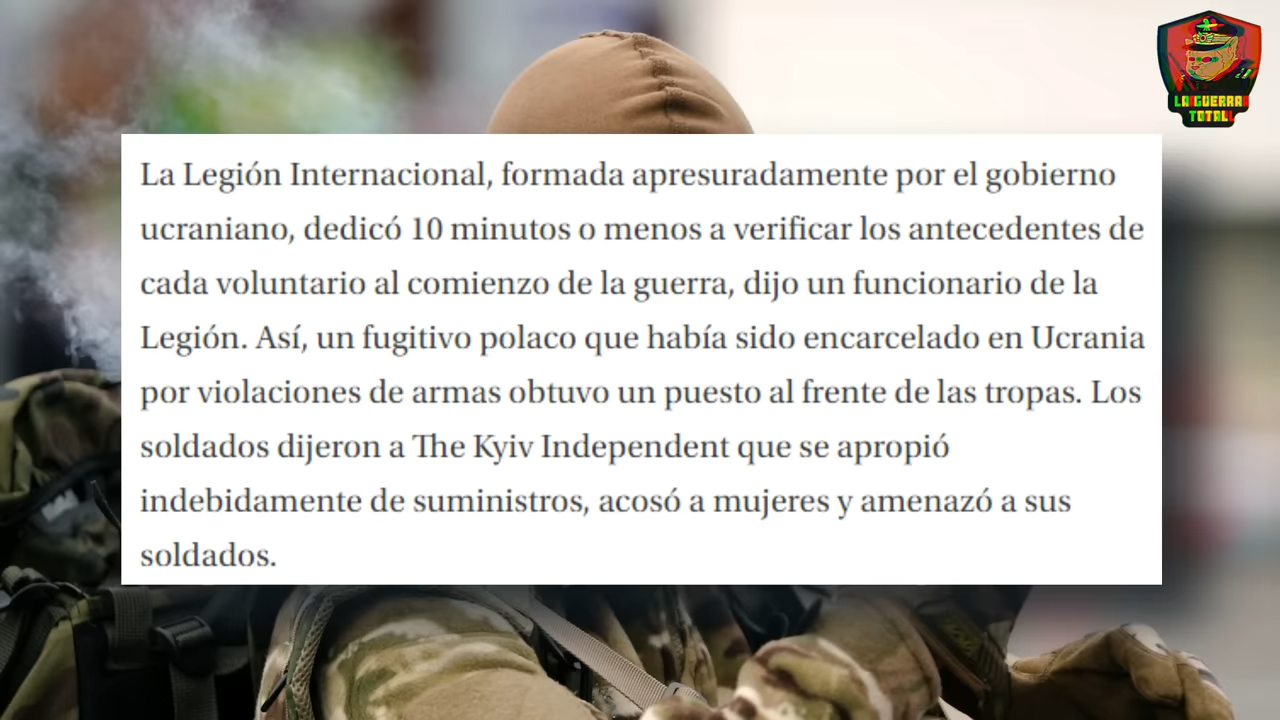 LA GUERRA
TOTAL
La Legión Internacional, formada apresuradamente por el gobierno
ucraniano, dedicó 10 minutos o menos a verificar los antecedentes de
cada voluntario al comienzo de la guerra, dijo un funcionario de la
Legión. Así, un fugitivo polaco que había sido encarcelado en Ucrania
por violaciones de armas obtuvo un puesto al frente de las tropas. Los
soldados dijeron a The Kyiv Independent que se apropió
indebidamente de suministros, acosó a mujeres y amenazó a sus
soldados.